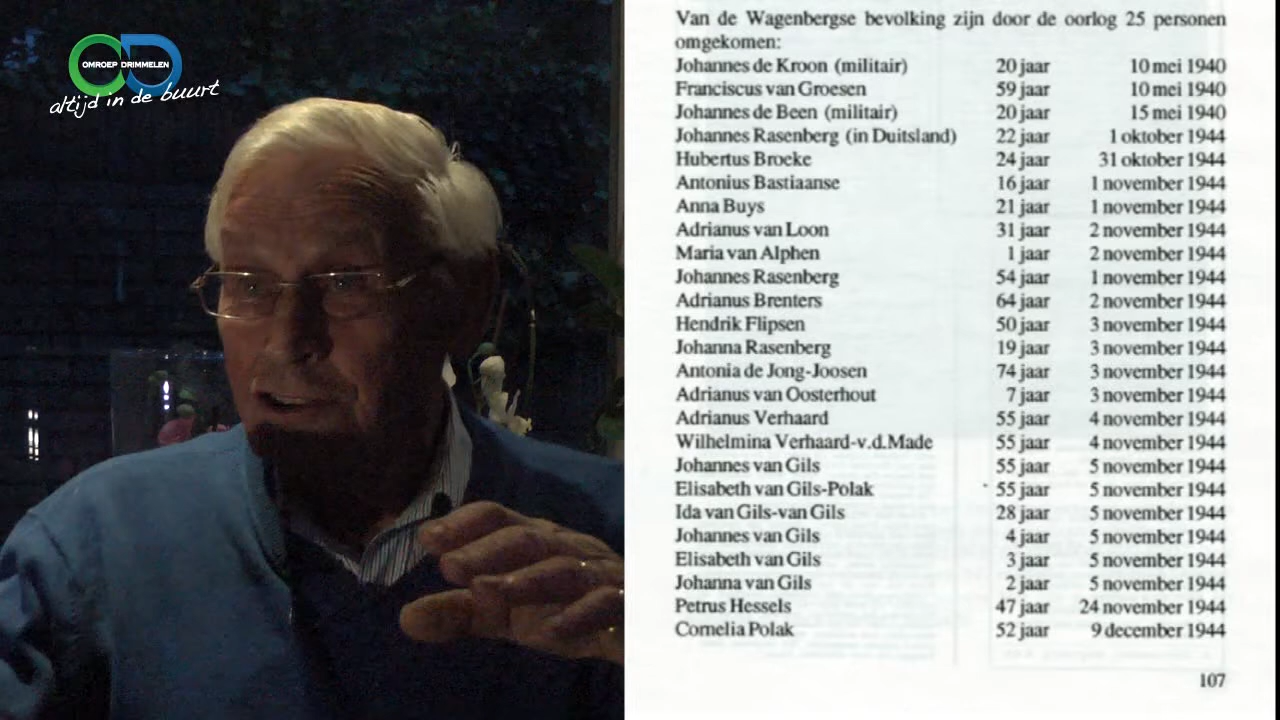 OMROEP DRIMMELEN
altijd in de buurt
Van de Wagenbergse bevolking zijn door de oorlog 25 personen
omgekomen:
Johannes de Kroon (militair) 20 jaar 10 mei 1940
Franciscus van Groesen 59 jaar 10 mei 1940
Johannes de Been (militair) 20 jaar 15 mei 1940
Johannes Rasenberg (in Duitsland) 22 jaar 1 oktober 1944
Hubertus Broeke 24 jaar 31 oktober 1944
Antonius Bastiaanse 16 jaar 1 november 1944
Anna Buys 21 jaar 1 november 1944
Adrianus van Loon 31 jaar 2 november 1944
Maria van Alphen 1 jaar 2 november 1944
Johannes Rasenberg 54 jaar 1 november 1944
Adrianus Brenters 64 jaar 2 november 1944
Hendrik Flipsen 50 jaar 3 november 1944
Johanna Rasenberg 19 jaar 3 november 1944
Antonia de Jong-Joosen 74 jaar 3 november 1944
Adrianus van Oosterhout 7 jaar 3 november 1944
Adrianus Verhaard 55 jaar 4 november 1944
Wilhelmina Verhaard-v.d.Made 55 jaar 4 november 1944
Johannes van Gils 55 jaar 5 november 1944
Elisabeth van Gils-Polak 55 jaar 5 november 1944
Ida van Gils-van Gils 28 jaar 5 november 1944
Johannes van Gils 4 jaar 5 november 1944
Elisabeth van Gils 3 jaar 5 november 1944
Johanna van Gils 2 jaar 5 november 1944
Petrus Hessels 47 jaar 24 november 1944
Cornelia Polak 52 jaar 9 december 1944
107